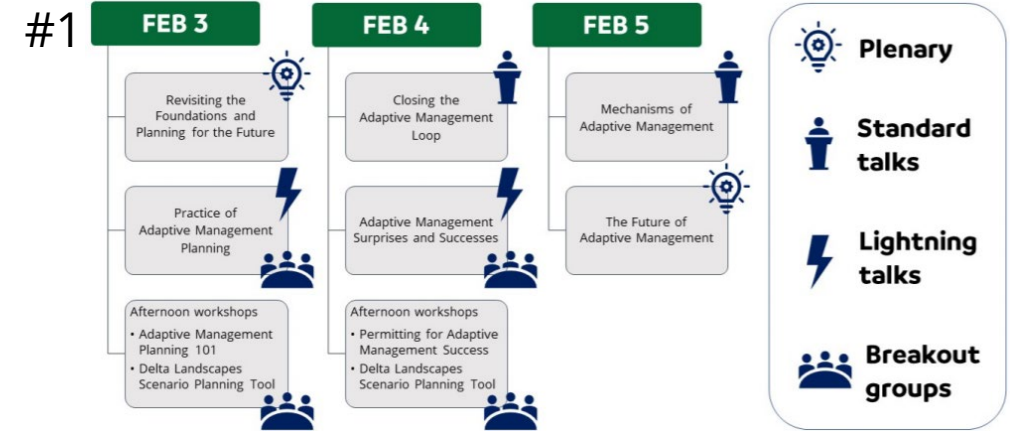 #1
FEB 3
Revisiting the
Foundations and
Planning for the Future
Practice of
Adaptive Management
Planning
Afternoon workshops
• Adaptive Management
Planning 101
• Delta Landscapes
Scenario Planning Tool
FEB 4
Closing the
Adaptive Management
Loop
Adaptive Management
Surprises and Successes
Afternoon workshops
• Permitting for Adaptive
Management Success
• Delta Landscapes
Scenario Planning Tool
FEB 5
Mechanisms of
Adaptive Management
The Future of
Adaptive Management
Plenary
Standard
talks
Lightning
talks
Breakout
groups